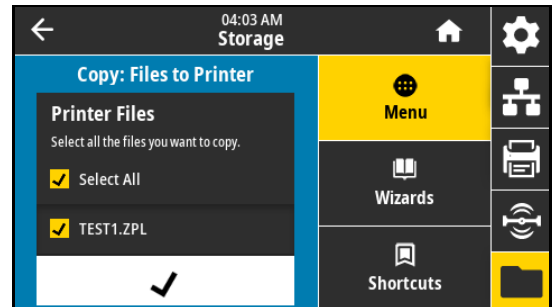 04:03 AM
Storage
Copy: Files to Printer
Printer Files
Select all the files you want to copy.
Select All
TEST1.ZPL
Menu
Wizards
Shortcuts